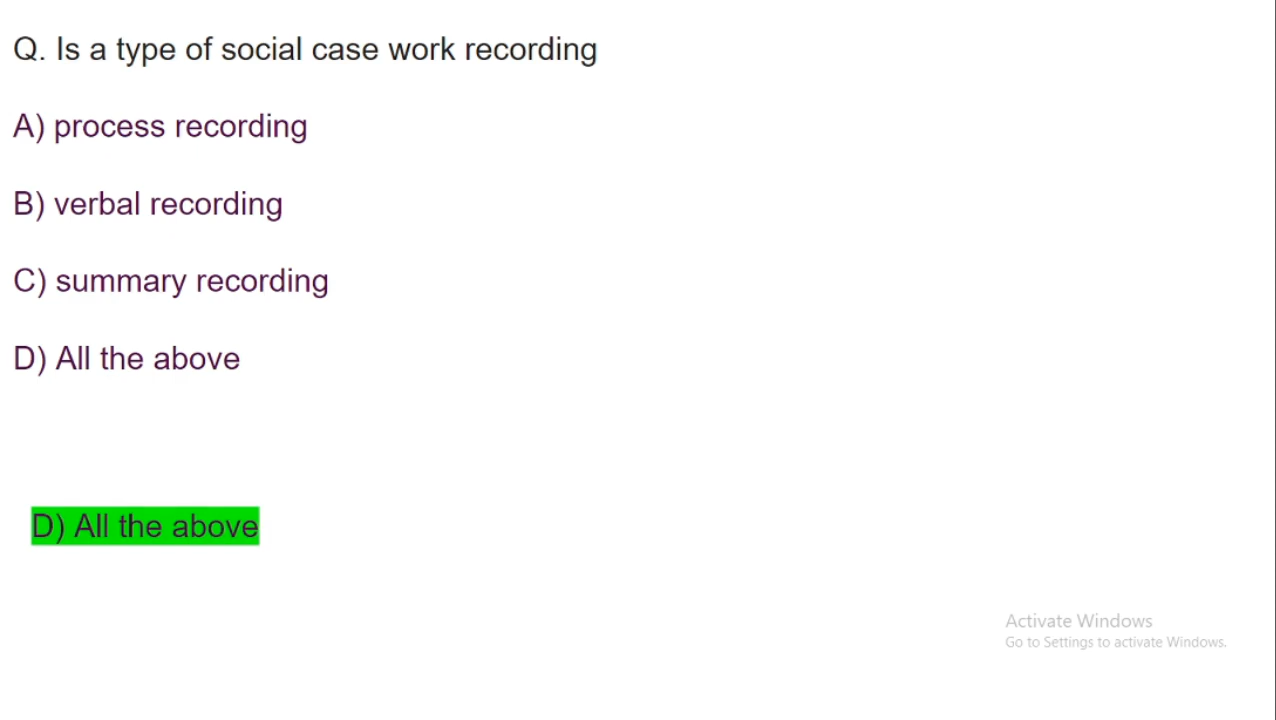 Q. Is a type of social case work recording
A) process recording
B) verbal recording
C) summary recording
D) All the above
D) All the above
Activate Windows
Go to Settings to activate Windows.